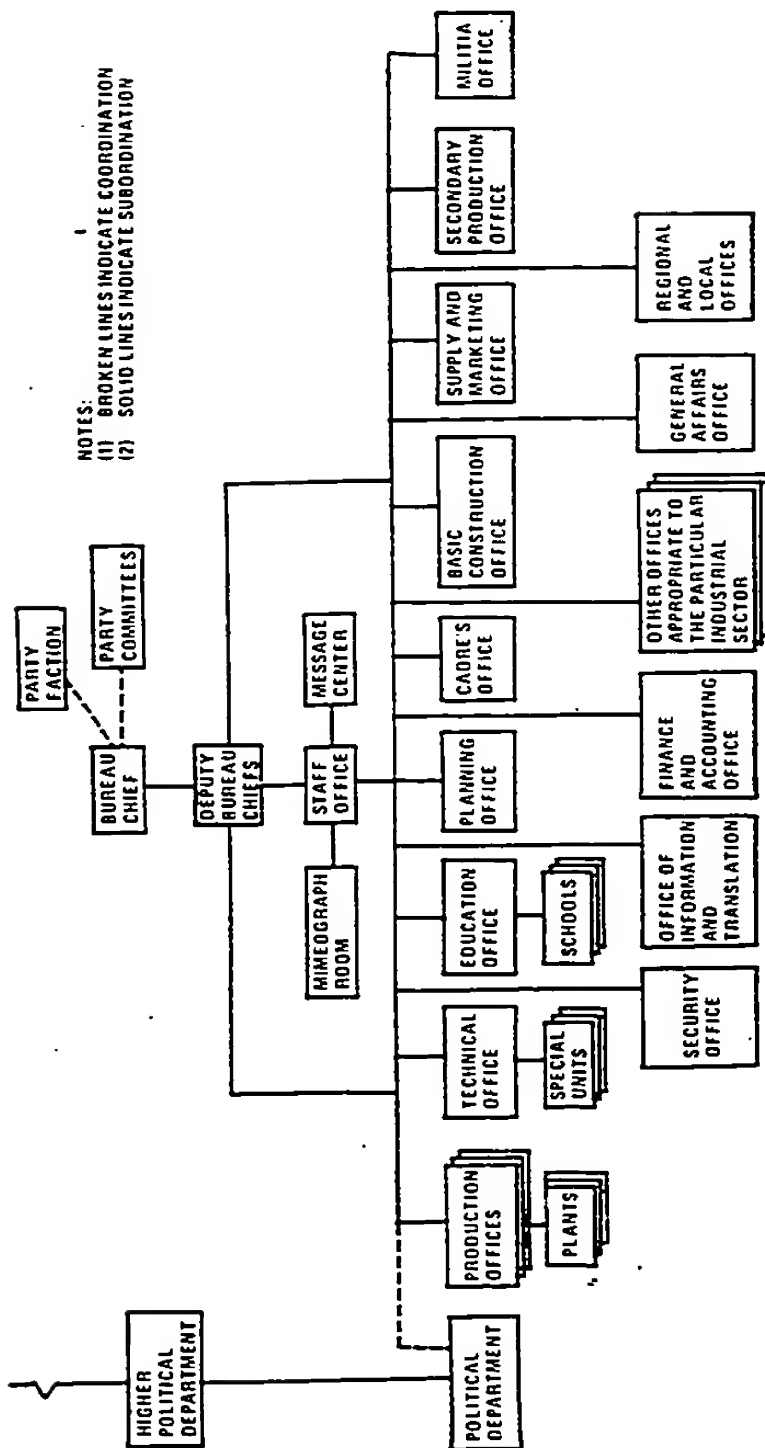 NOTES:
(1) BROKEN LINES INDICATE COORDINATION
(2) SOLID LINES INDICATE SUBORDINATION
PARTY
FACTION
PARTY
COMMITTEES
BUREAU
CHIEF
DEPUTY
BUREAU
CHIEFS
MIMEOGRAPH
ROOM
STAFF
OFFICE
MESSAGE
CENTER
HIGHER
POLITICAL
DEPARTMENT
POLITICAL
DEPARTMENT
PRODUCTION
OFFICES
TECHNICAL
OFFICE
EDUCATION
OFFICE
PLANNING
OFFICE
CADRE'S
OFFICE
BASIC
CONSTRUCTION
OFFICE
SUPPLY AND
MARKETING
OFFICE
SECONDARY
PRODUCTION
OFFICE
MILITIA
OFFICE
PLANTS
SPECIAL
UNITS
SCHOOLS
SECURITY
OFFICE
OFFICE OF
INFORMATION
AND
TRANSLATION
FINANCE
AND
ACCOUNTING
OFFICE
OTHER OFFICES
APPROPRIATE TO
THE PARTICULAR
INDUSTRIAL
SECTOR
GENERAL
AFFAIRS
OFFICE
REGIONAL
AND
LOCAL
OFFICES